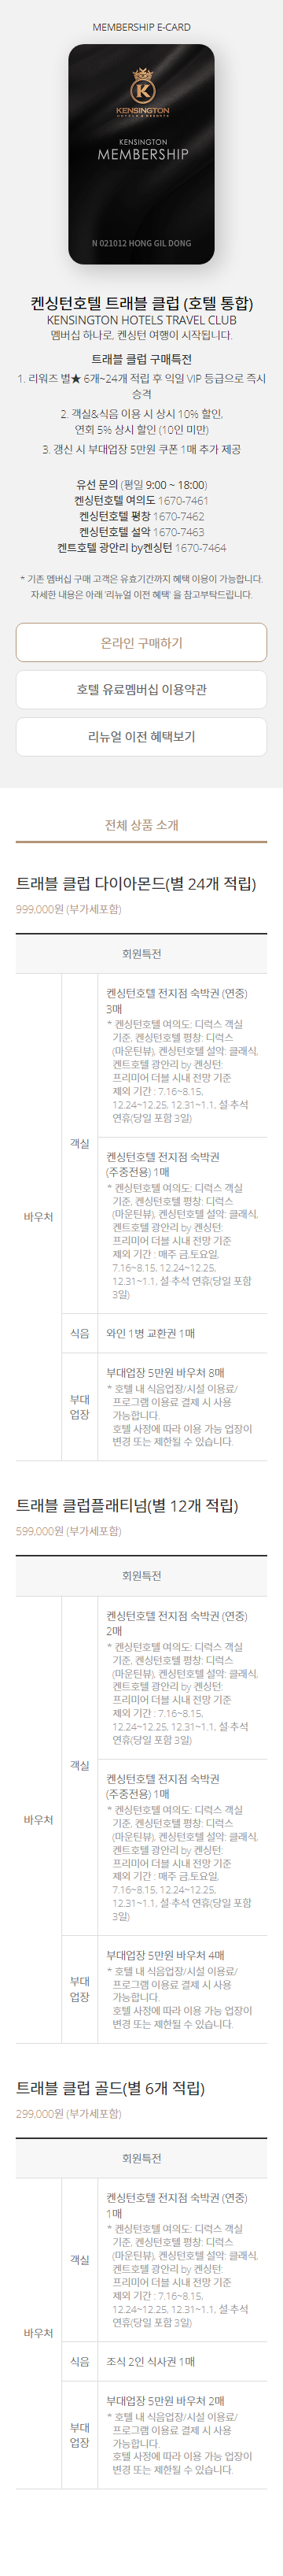 MEMBERSHIP E-CARD
KENSINGTON
HOTELS & RESORTS
KENSINGTON
MEMBERSHIP
N 021012 HONG GIL DONG
켄싱턴호텔 트래블 클럽 (호텔 통합)
KENSINGTON HOTELS TRAVEL CLUB
멤버십 하나로, 켄싱턴 여행이 시작됩니다.
트래블 클럽 구매특전
1. 리워즈 별★ 6개~24개 적립 후 익일 VIP 등급으로 즉시
승격
2. 객실&식음 이용 시 상시 10% 할인,
연회 5% 상시 할인 (10인 미만)
3. 갱신 시 부대업장 5만원 쿠폰 1매 추가 제공
유선 문의 (평일 9:00 ~ 18:00)
켄싱턴호텔 여의도 1670-7461
켄싱턴호텔 평창 1670-7462
켄싱턴호텔 설악 1670-7463
켄트호텔 광안리 by켄싱턴 1670-7464
* 기존 멤버십 구매 고객은 유효기간까지 혜택 이용이 가능합니다.
자세한 내용은 아래 '리뉴얼 이전 혜택' 을 참고부탁드립니다.
온라인 구매하기
호텔 유료멤버십 이용약관
리뉴얼 이전 혜택보기
전체 상품 소개
트래블 클럽 다이아몬드(별 24개 적립)
999,000원 (부가세포함)
회원특전
바우처
객실
켄싱턴호텔 전지점 숙박권 (연중)
3매
* 켄싱턴호텔 여의도: 디럭스 객실
기준, 켄싱턴호텔 평창: 디럭스
(마운틴뷰), 켄싱턴호텔 설악: 클래식,
켄트호텔 광안리 by 켄싱턴:
프리미어 더블 시내 전망 기준
제외 기간 : 7.16~8.15,
12.24~12.25, 12.31~1.1, 설·추석
연휴(당일 포함 3일)
켄싱턴호텔 전지점 숙박권
(주중전용) 1매
* 켄싱턴호텔 여의도: 디럭스 객실
기준, 켄싱턴호텔 평창: 디럭스
(마운틴뷰), 켄싱턴호텔 설악: 클래식,
켄트호텔 광안리 by 켄싱턴:
프리미어 더블 시내 전망 기준
제외 기간 : 매주 금,토요일,
7.16~8.15, 12.24~12.25,
12.31~1.1, 설·추석 연휴(당일 포함
3일)
식음
와인 1병 교환권 1매
부대
업장
부대업장 5만원 바우처 8매
* 호텔 내 식음업장/시설 이용료/
프로그램 이용료 결제 시 사용
가능합니다.
호텔 사정에 따라 이용 가능 업장이
변경 또는 제한될 수 있습니다.
트래블 클럽플래티넘(별 12개 적립)
599,000원 (부가세포함)
회원특전
바우처
객실
켄싱턴호텔 전지점 숙박권 (연중)
2매
* 켄싱턴호텔 여의도: 디럭스 객실
기준, 켄싱턴호텔 평창: 디럭스
(마운틴뷰), 켄싱턴호텔 설악: 클래식,
켄트호텔 광안리 by 켄싱턴:
프리미어 더블 시내 전망 기준
제외 기간 : 7.16~8.15,
12.24~12.25, 12.31~1.1, 설·추석
연휴(당일 포함 3일)
켄싱턴호텔 전지점 숙박권
(주중전용) 1매
* 켄싱턴호텔 여의도: 디럭스 객실
기준, 켄싱턴호텔 평창: 디럭스
(마운틴뷰), 켄싱턴호텔 설악: 클래식,
켄트호텔 광안리 by 켄싱턴:
프리미어 더블 시내 전망 기준
제외 기간 : 매주 금,토요일,
7.16~8.15, 12.24~12.25,
12.31~1.1, 설·추석 연휴(당일 포함
3일)
부대
업장
부대업장 5만원 바우처 4매
* 호텔 내 식음업장/시설 이용료/
프로그램 이용료 결제 시 사용
가능합니다.
호텔 사정에 따라 이용 가능 업장이
변경 또는 제한될 수 있습니다.
트래블 클럽 골드(별 6개 적립)
299,000원 (부가세포함)
회원특전
바우처
객실
켄싱턴호텔 전지점 숙박권 (연중)
1매
* 켄싱턴호텔 여의도: 디럭스 객실
기준, 켄싱턴호텔 평창: 디럭스
(마운틴뷰), 켄싱턴호텔 설악: 클래식,
켄트호텔 광안리 by 켄싱턴:
프리미어 더블 시내 전망 기준
제외 기간 : 7.16~8.15,
12.24~12.25, 12.31~1.1, 설·추석
연휴(당일 포함 3일)
식음
조식 2인 식사권 1매
부대
업장
부대업장 5만원 바우처 2매
* 호텔 내 식음업장/시설 이용료/
프로그램 이용료 결제 시 사용
가능합니다.
호텔 사정에 따라 이용 가능 업장이
변경 또는 제한될 수 있습니다.